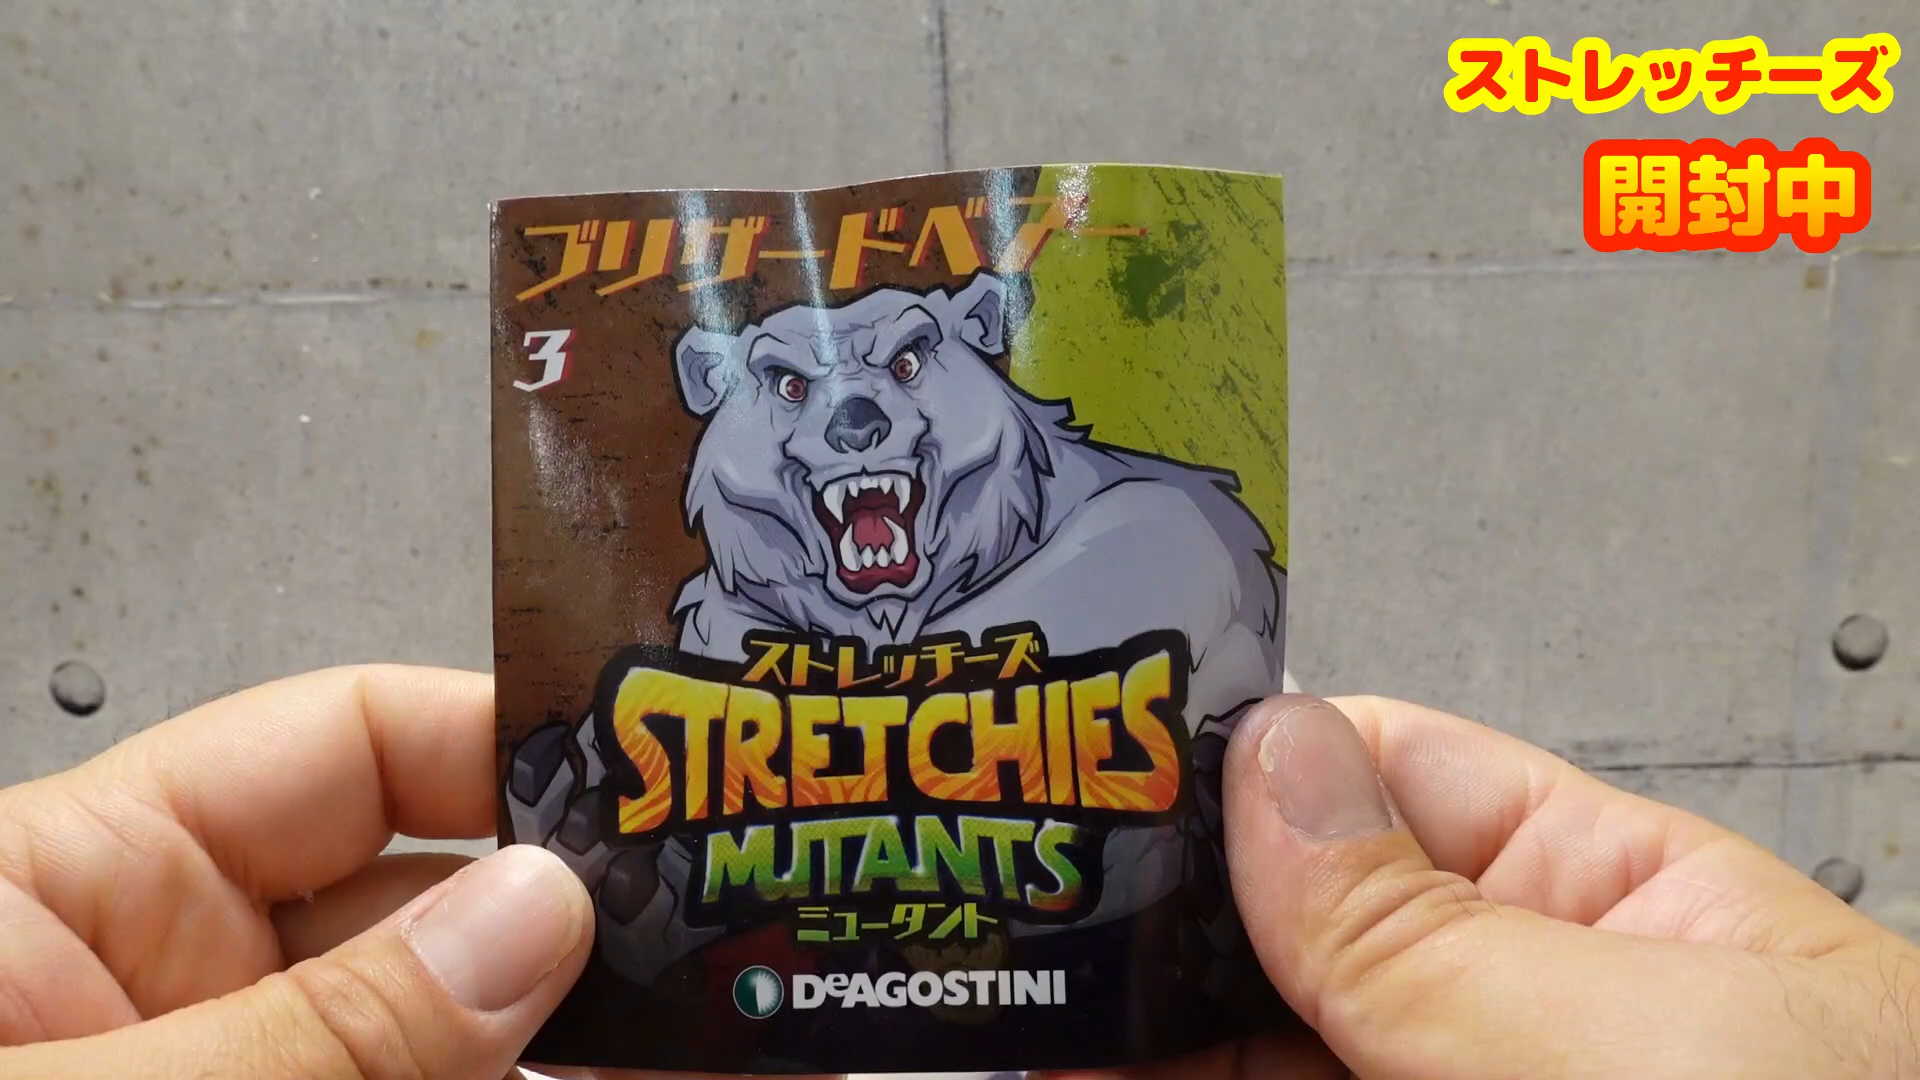 ストレッチーズ
開封中
ブリザードベアー
3
ストレッチーズ
STRETCHIES
MUTANTS
ミュータント
DeAGOSTINI